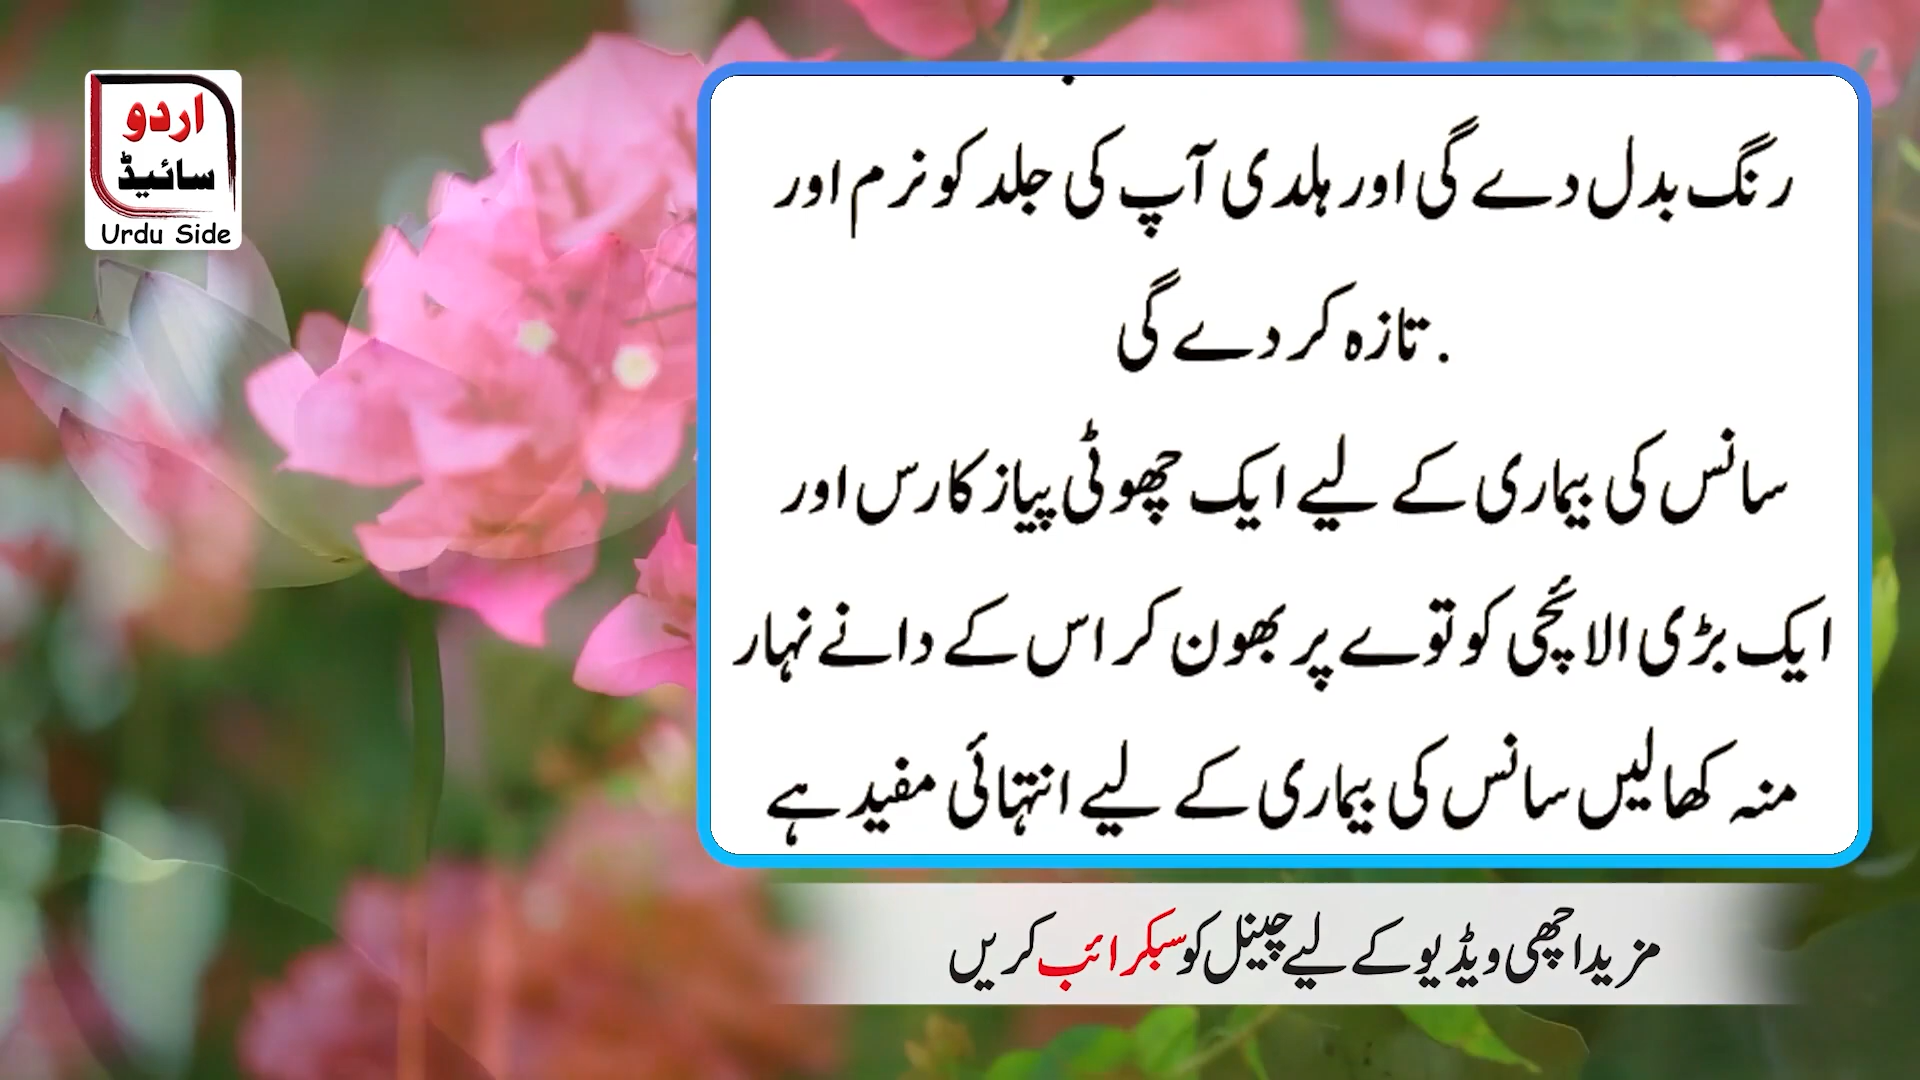 اردو
سائیڈ
Urdu Side
رنگ بدل دے گی اور ہلدی آپ کی جلد کو نرم اور
تازہ کر دے گی .
سانس کی بیماری کے لیے ایک چھوٹی پیاز کا رس اور
ایک بڑی الائچی کو توے پر بھون کر اس کے دانے نہار
منہ کھا لیں سانس کی بیماری کے لیے انتہائی مفید ہے
مزید اچھی ویڈیو کے لیے چینل کو سبکرائب کریں